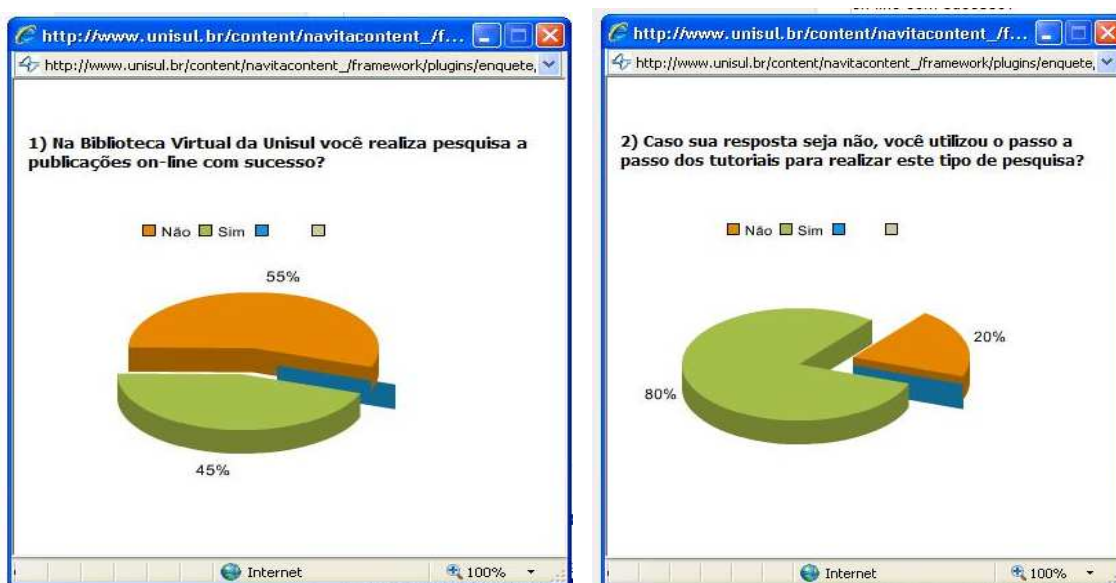 http://www.unisul.br/content/navitacontent_/f...
http://www.unisul.br/content/navitacontent_/framework/plugins/enquete,
1) Na Biblioteca Virtual da Unisul você realiza pesquisa a
publicações on-line com sucesso?
Não Sim
55%
45%
Internet 100%
http://www.unisul.br/content/navitacontent_/f...
http://www.unisul.br/content/navitacontent_/framework/plugins/enquete,
2) Caso sua resposta seja não, você utilizou o passo a
passo dos tutoriais para realizar este tipo de pesquisa?
Não Sim
20%
80%
Internet 100%